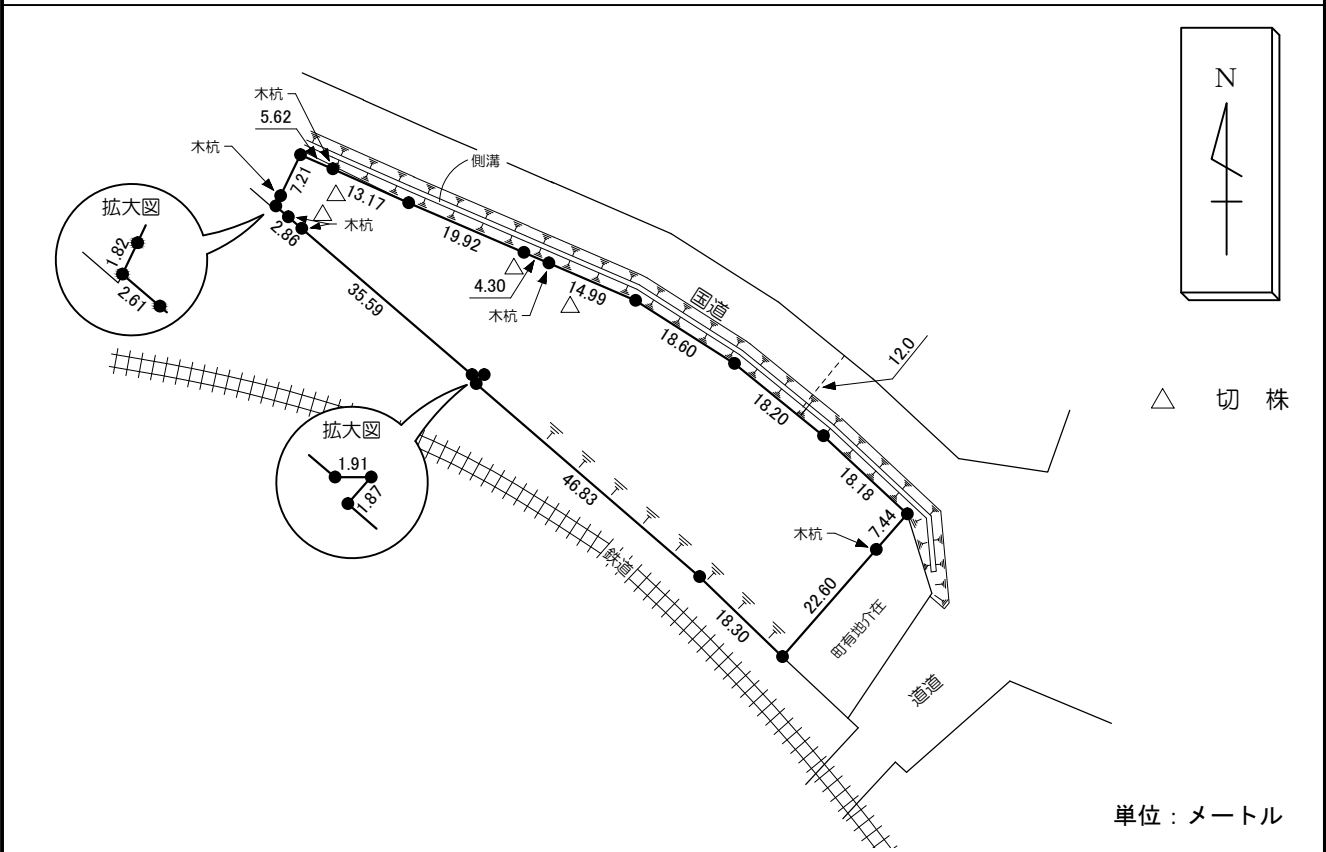 N
木杭
5.62
木杭
7.21
13.17
側溝
拡大図
1.82
2.61
2.86
木杭
19.92
4.30
木杭
14.99
国道
35.59
18.60
12.0
18.20
△ 切株
拡大図
1.91
1.87
46.83
18.18
木杭
7.44
鉄道
22.60
18.30
町有地介在
道道
単位：メートル